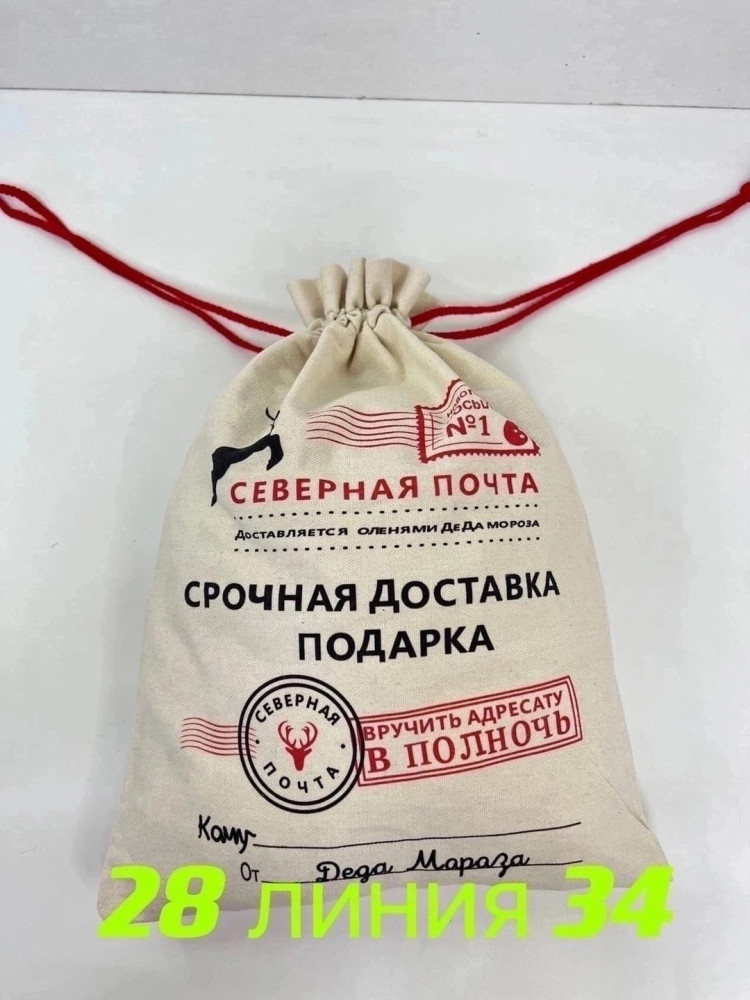 №1
СЕВЕРНАЯ ПОЧТА
ДОСТАВЛЯЕТСЯ ОЛЕНЯМИ ДЕДА МОРОЗА
СРОЧНАЯ ДОСТАВКА
ПОДАРКА
СЕВЕРНАЯ
ПОЧТА
ВРУЧИТЬ АДРЕСАТУ
В ПОЛНОЧЬ
Кому
От Деда Мараза
28 линия 34